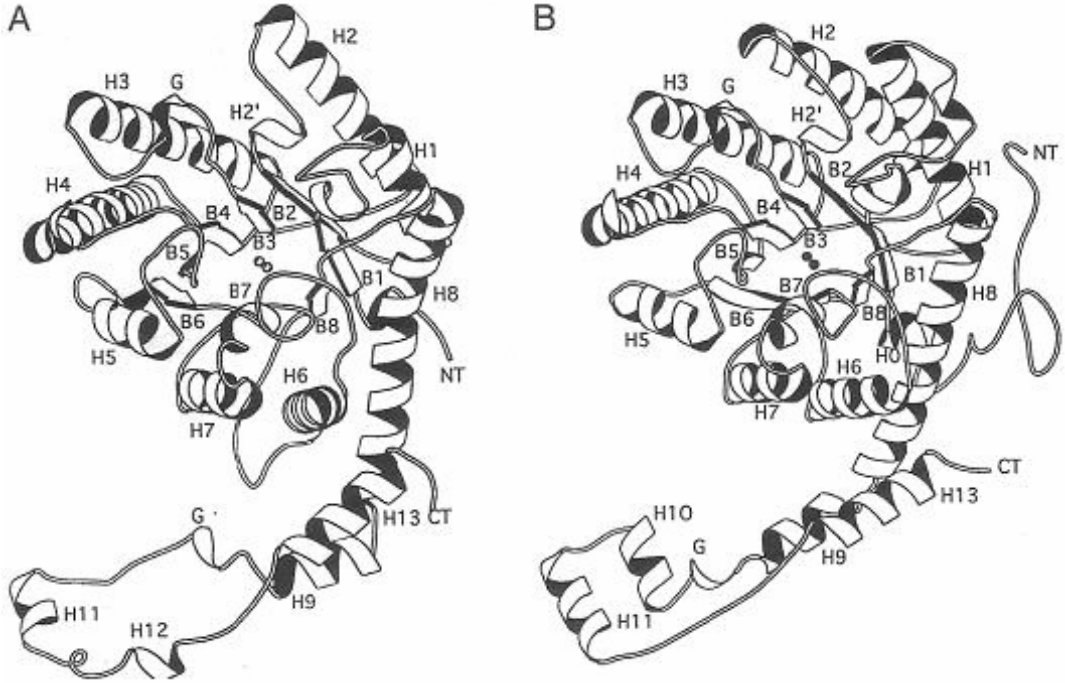 A
H2
H3
G
H2'
H1
H4
B4
B2
B3
B5
B1
H8
B7
B8
B6
H5
NT
H6
H7
H13
CT
G
H9
H11
H12
B
H2
H3
G
H2'
NT
H1
B2
H4
B4
B3
B5
B1
B7
H8
B8
B6
H5
H0
H6
H7
CT
H13
H10
G
H9
H11